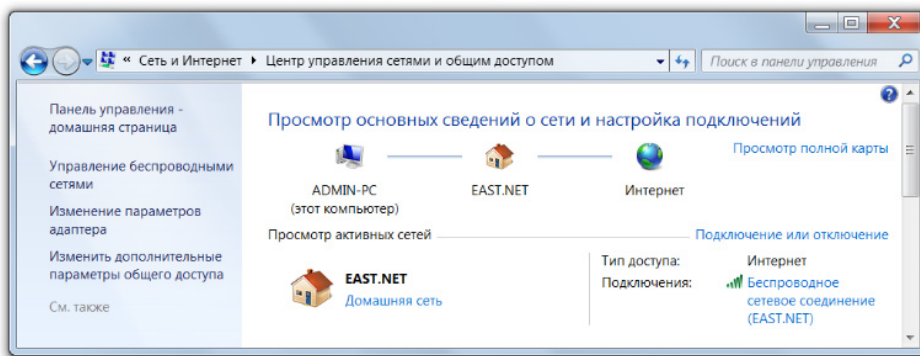 « Сеть и Интернет ▸ Центр управления сетями и общим доступом
Поиск в панели управления
Панель управления -
домашняя страница
Управление беспроводными
сетями
Изменение параметров
адаптера
Изменить дополнительные
параметры общего доступа
См. также
Просмотр основных сведений о сети и настройка подключений
ADMIN-PC
(этот компьютер)
EAST.NET
Интернет
Просмотр полной карты
Просмотр активных сетей
Подключение или отключение
EAST.NET
Домашняя сеть
Тип доступа: Интернет
Подключения: Беспроводное
сетевое соединение
(EAST.NET)